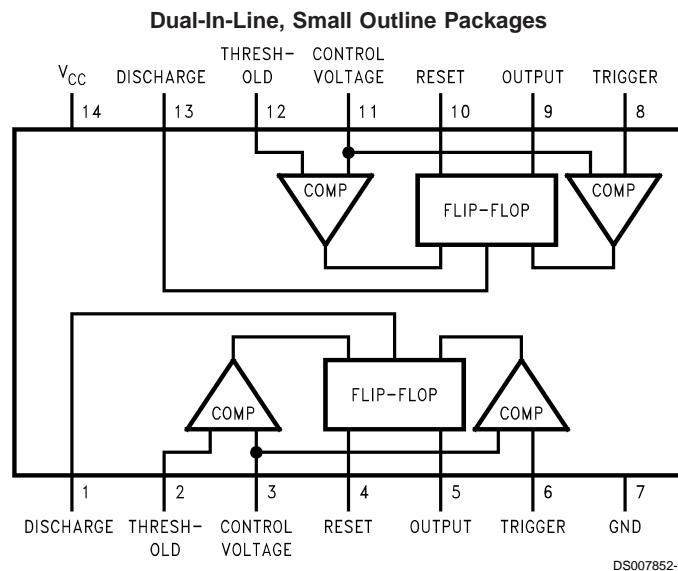 Dual-In-Line, Small Outline Packages
VCC DISCHARGE THRESH-OLD CONTROL VOLTAGE RESET OUTPUT TRIGGER
14 13 12 11 10 9 8
COMP FLIP-FLOP COMP
COMP FLIP-FLOP COMP
1 2 3 4 5 6 7
DISCHARGE THRESH-OLD CONTROL VOLTAGE RESET OUTPUT TRIGGER GND
DS007852-